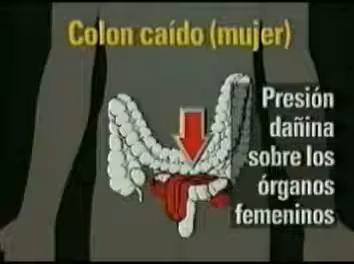 Colon caído (mujer)
Presión
dañina
sobre los
órganos
femeninos